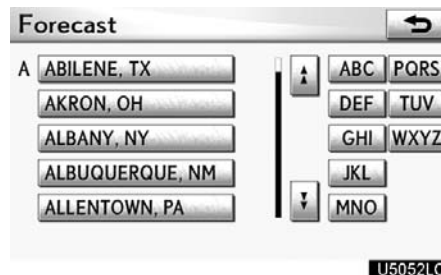 Forecast
A ABILENE, TX
AKRON, OH
ALBANY, NY
ALBUQUERQUE, NM
ALLENTOWN, PA
ABC PQRS
DEF TUV
GHI WXYZ
JKL
MNO